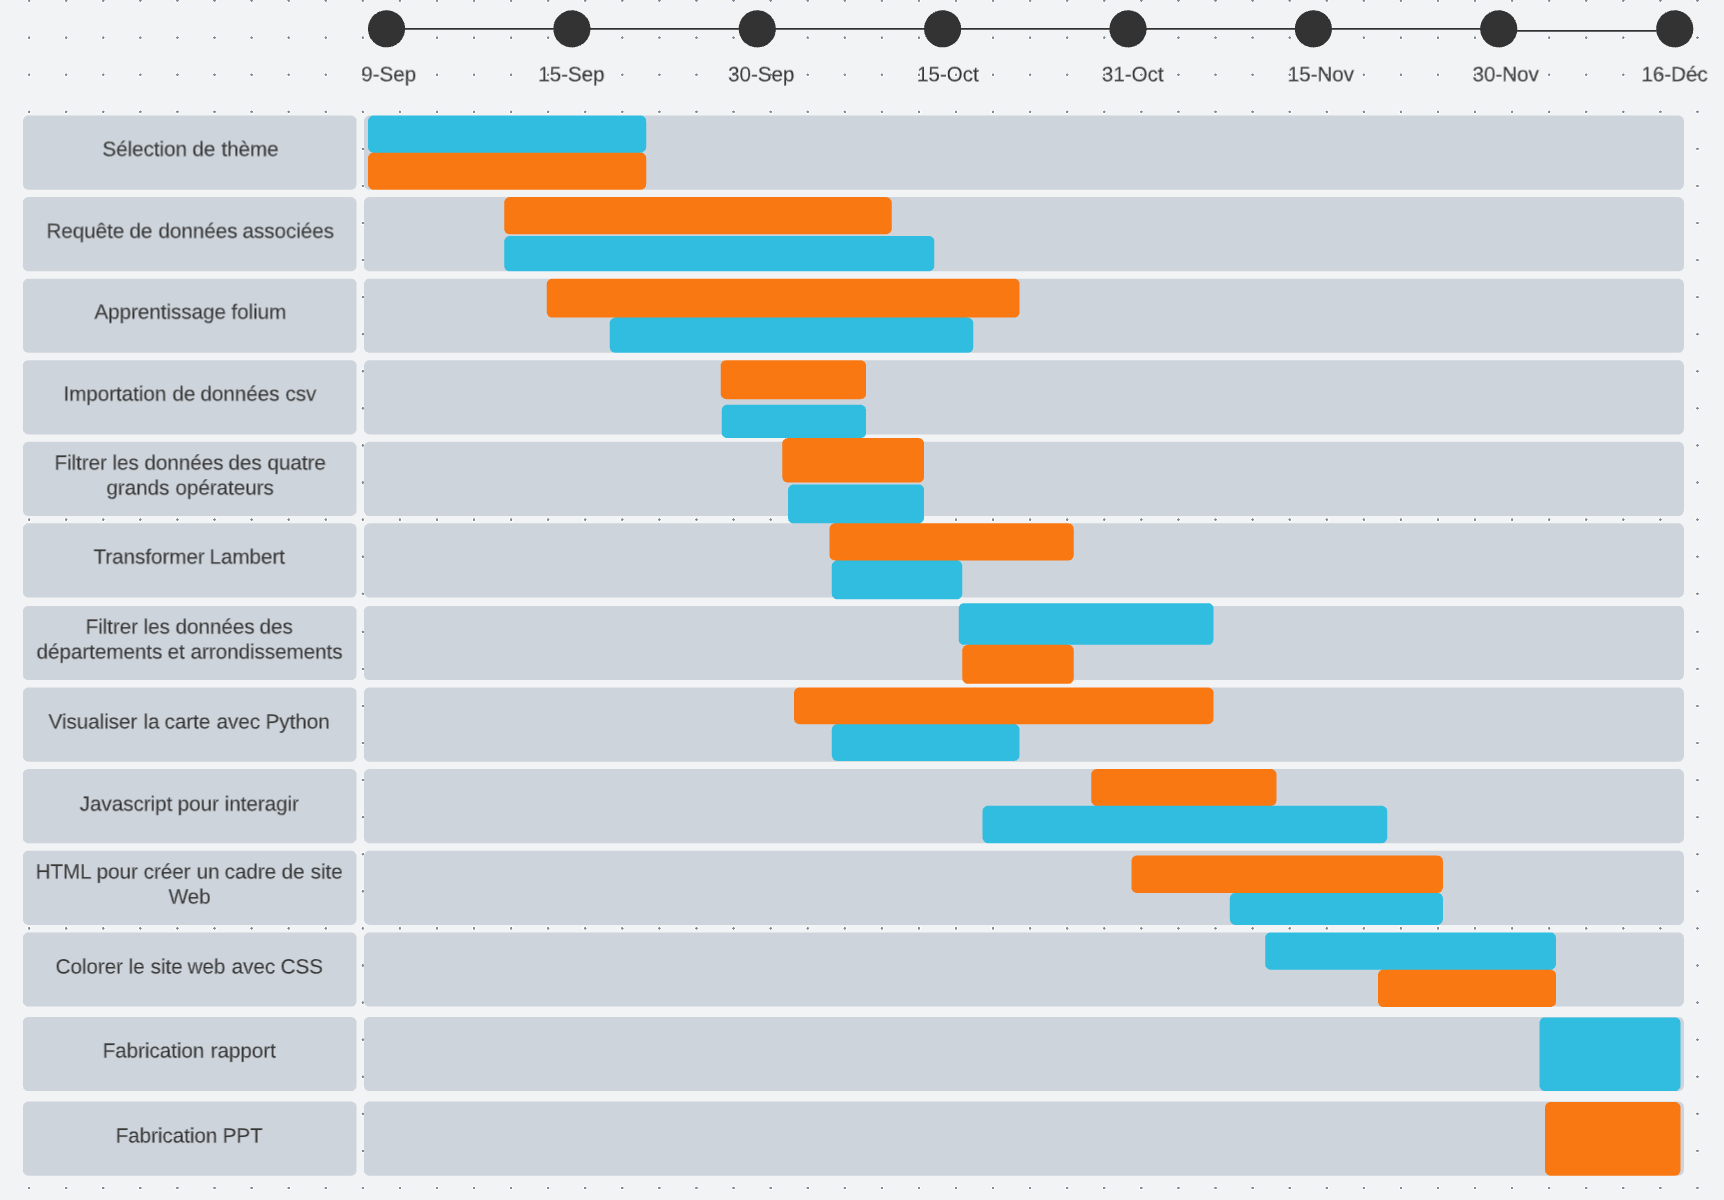 9-Sep 15-Sep 30-Sep 15-Oct 31-Oct 15-Nov 30-Nov 16-Déc
Sélection de thème
Requête de données associées
Apprentissage folium
Importation de données csv
Filtrer les données des quatre
grands opérateurs
Transformer Lambert
Filtrer les données des
départements et arrondissements
Visualiser la carte avec Python
Javascript pour interagir
HTML pour créer un cadre de site
Web
Colorer le site web avec CSS
Fabrication rapport
Fabrication PPT